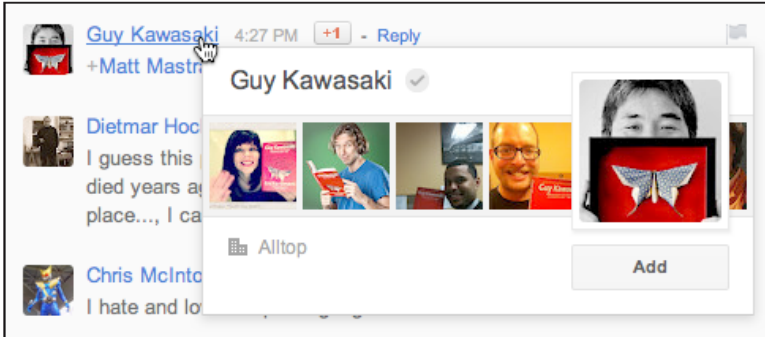 Guy Kawasaki 4:27 PM +1 - Reply
+Matt Mastr
Guy Kawasaki
Dietmar Hoc
I guess this
died years ag
place..., I ca
Alltop
Add
Chris McInto
I hate and lo